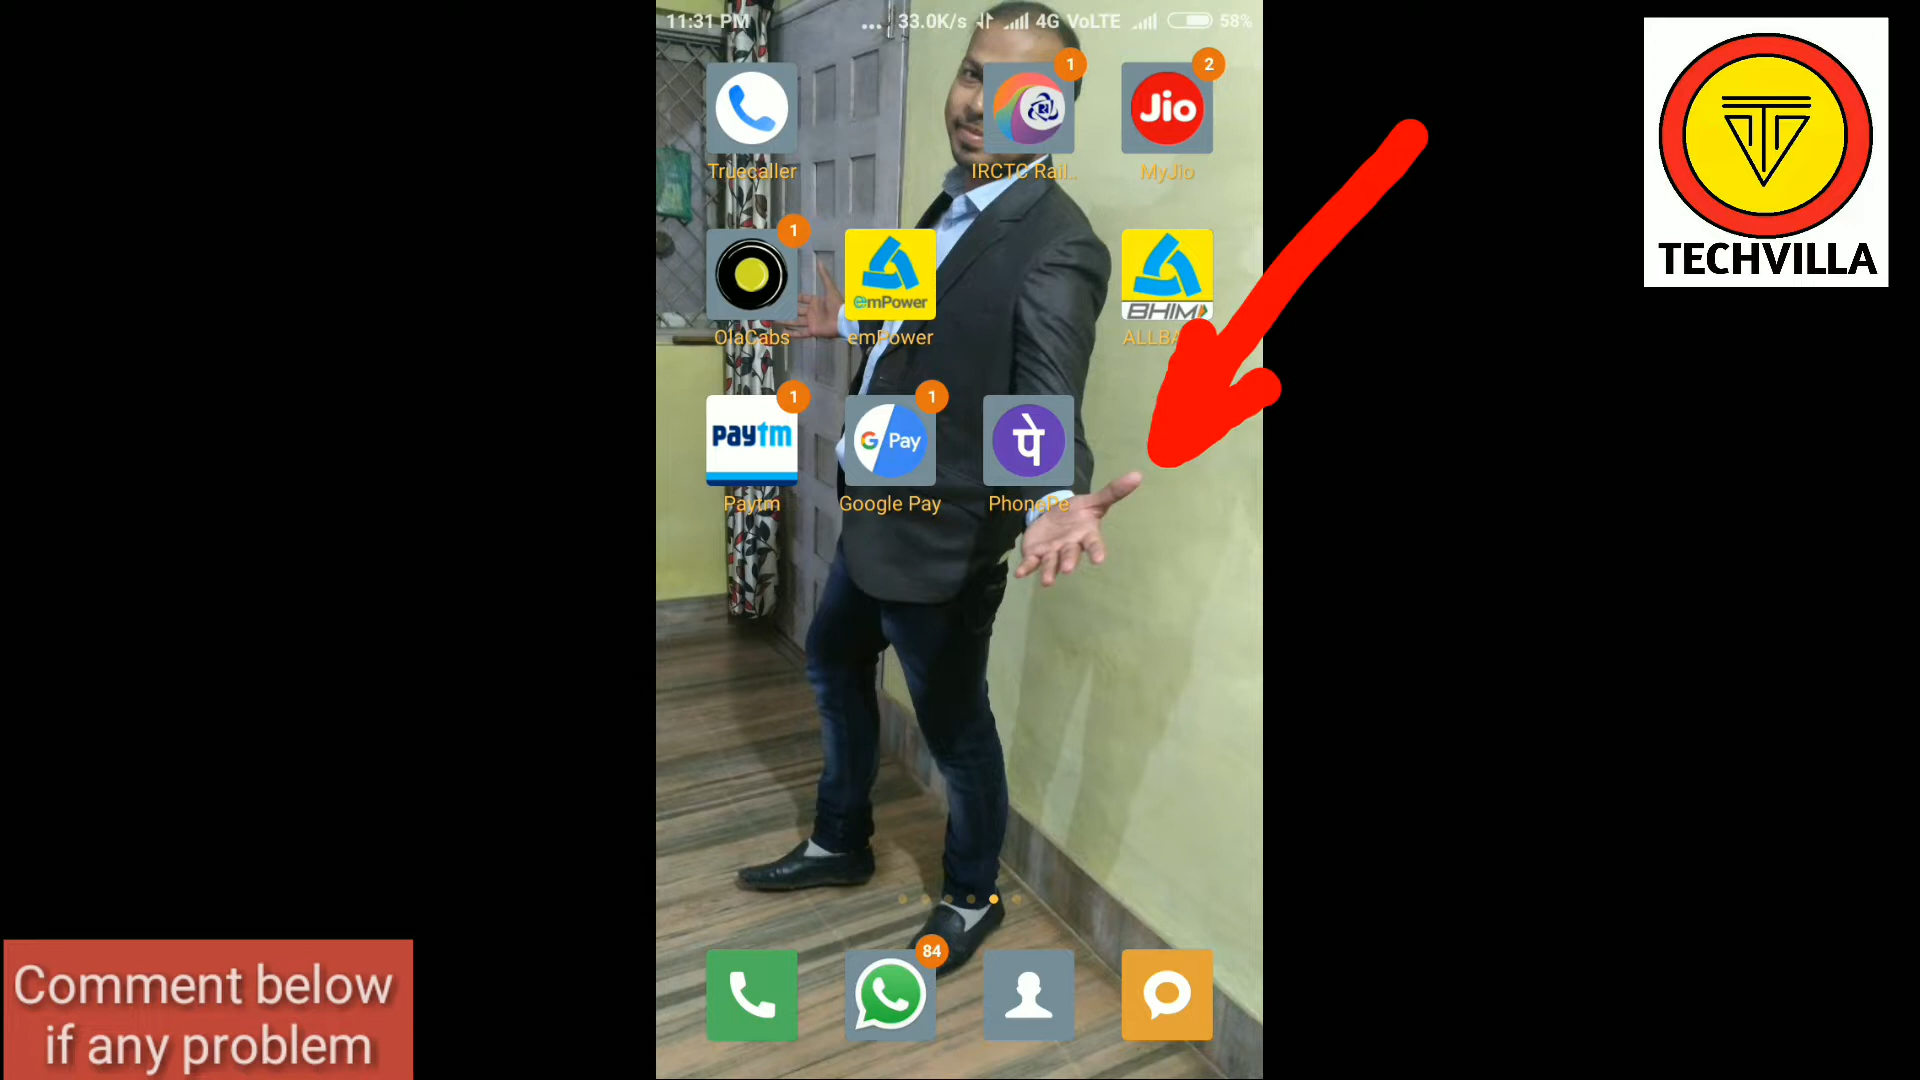 11:31 PM
... 33.0K/s 4G VoLTE 58%
1
2
Jio
Truecaller
IRCTC Rail..
MyJio
1
emPower
BHIM
OlaCabs
emPower
1
1
paytm
G Pay
पे
Paytm
Google Pay
PhonePe
84
TECHVILLA
Comment below
if any problem